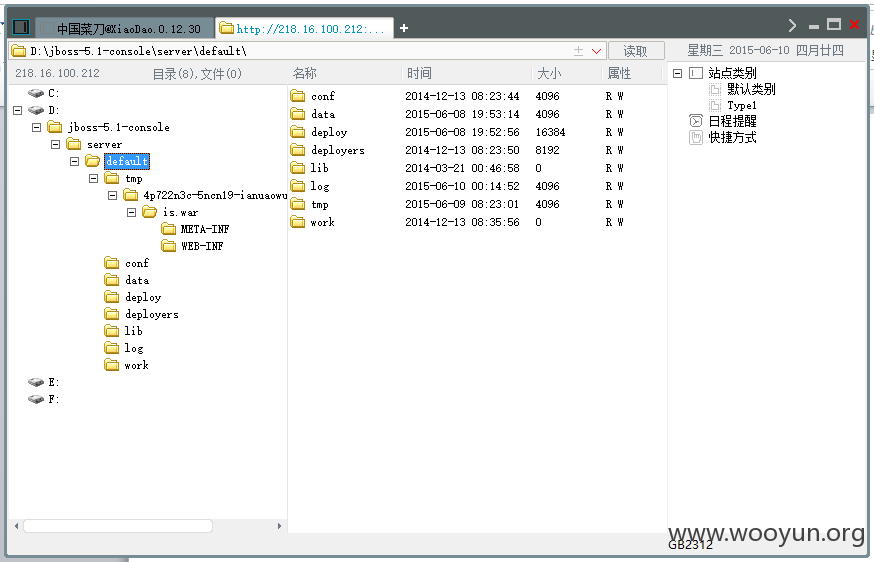 中国菜刀@XiaoDao.0.12.30
http://218.16.100.212:...
+
D:\jboss-5.1-console\server\default\
读取
星期三 2015-06-10 四月廿四
218.16.100.212 目录(8),文件(0)
名称 时间 大小 属性
C:
D:
jboss-5.1-console
server
default
tmp
4p722n3c-5ncn19-ianuaowu
is.war
META-INF
WEB-INF
conf
data
deploy
deployers
lib
log
work
E:
F:
conf 2014-12-13 08:23:44 4096 R W
data 2015-06-08 19:53:14 4096 R W
deploy 2015-06-08 19:52:56 16384 R W
deployers 2014-12-13 08:23:50 8192 R W
lib 2014-03-21 00:46:58 0 R W
log 2015-06-10 00:14:52 4096 R W
tmp 2015-06-09 08:23:01 4096 R W
work 2014-12-13 08:35:56 0 R W
站点类别
默认类别
Type1
日程提醒
快捷方式
www.wooyun.org
GB2312